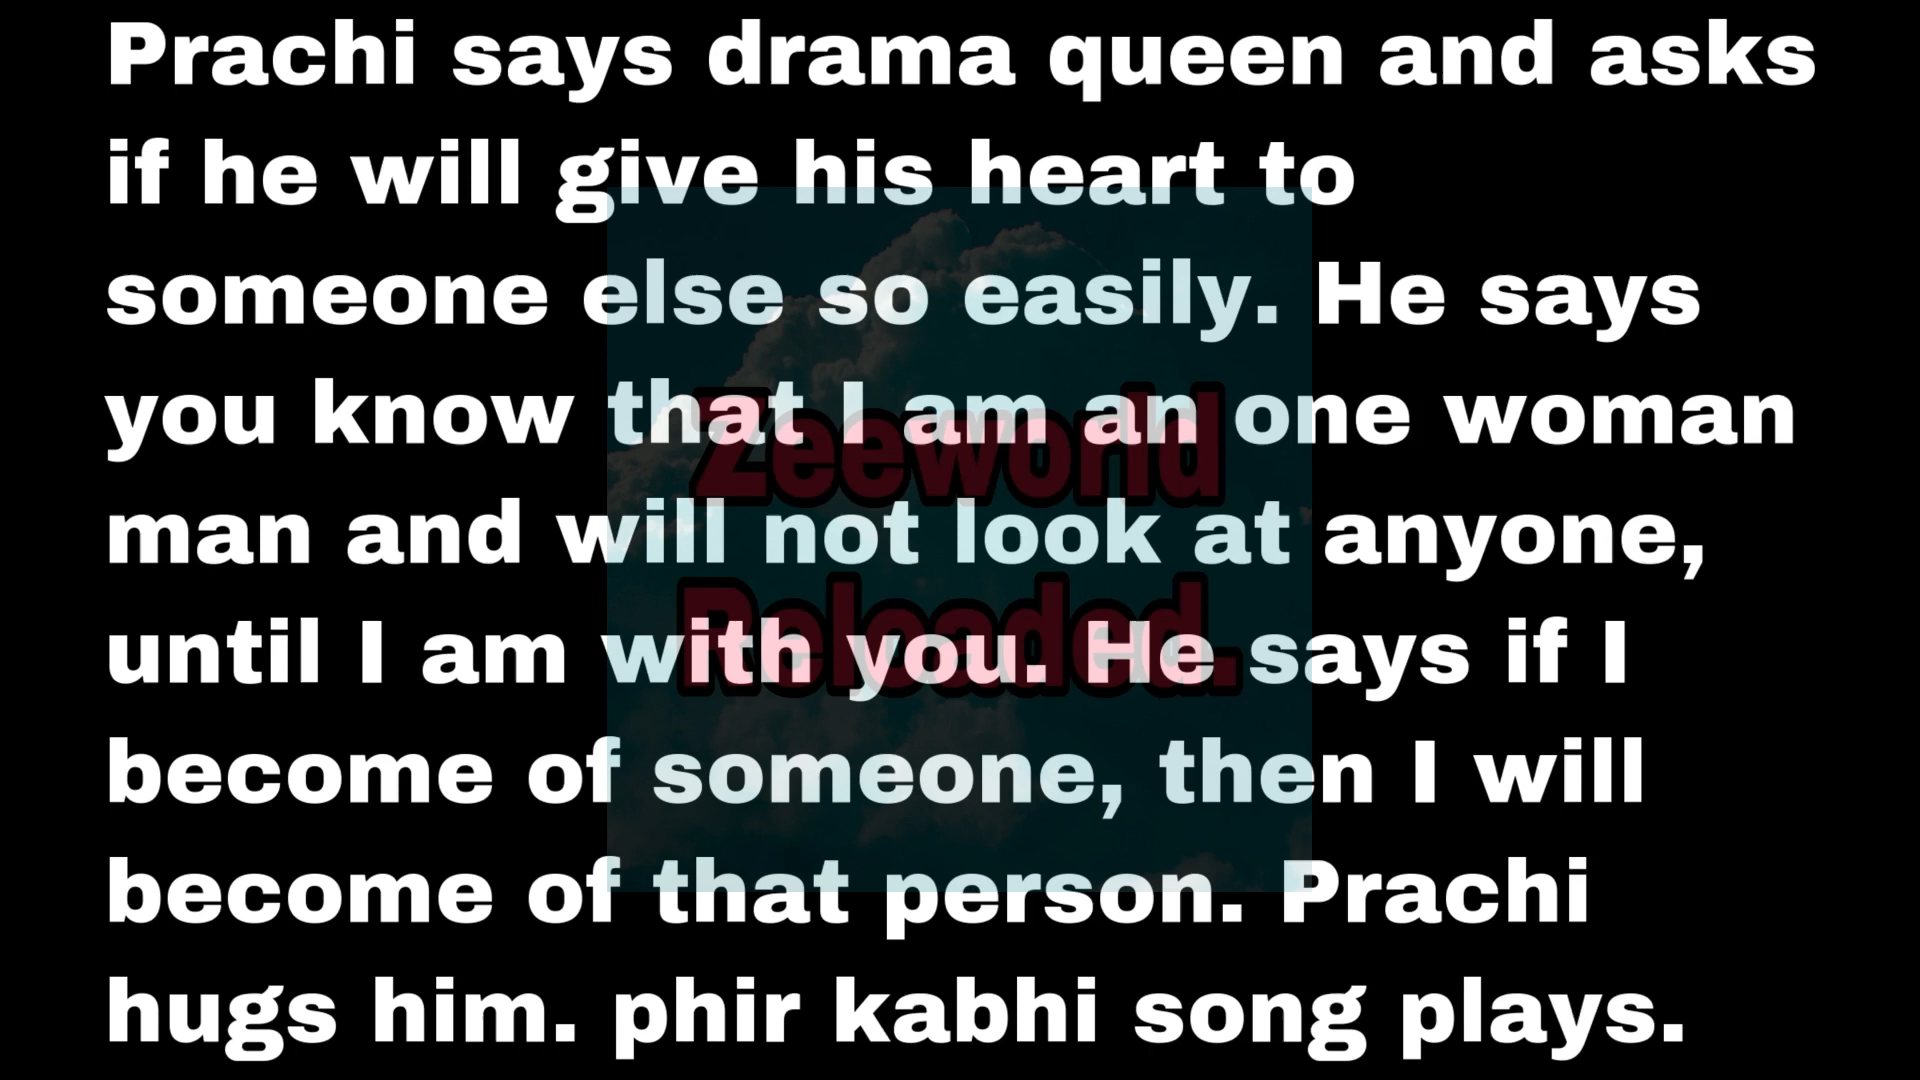 Prachi says drama queen and asks
if he will give his heart to
someone else so easily. He says
you know that I am an one woman
man and will not look at anyone,
until I am with you. He says if I
become of someone, then I will
become of that person. Prachi
hugs him. phir kabhi song plays.
Zeeworld
Reloaded.